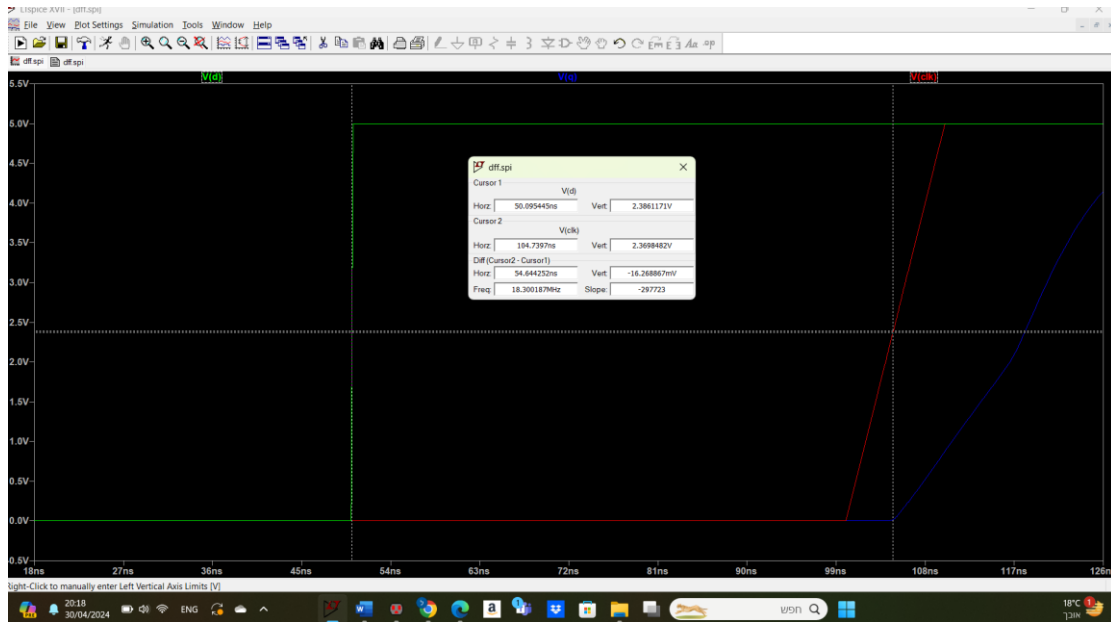 LTspice XVII - [dff.spi]
File View Plot Settings Simulation Tools Window Help
dff.spi dff.spi
V(d) V(q) V(clk)
5.5V
5.0V
4.5V
4.0V
3.5V
3.0V
2.5V
2.0V
1.5V
1.0V
0.5V
0.0V
-0.5V
dff.spi
Cursor 1
V(d)
Horz: 50.095445ns Vert: 2.3861171V
Cursor 2
V(clk)
Horz: 104.7397ns Vert: 2.3698482V
Diff (Cursor2 - Cursor1)
Horz: 54.644252ns Vert: -16.268867mV
Freq: 18.300187MHz Slope: -297723
18ns 27ns 36ns 45ns 54ns 63ns 72ns 81ns 90ns 99ns 108ns 117ns 126n
Right-Click to manually enter Left Vertical Axis Limits [V]
20:18
30/04/2024
ENG
חפש
18°C
אובך